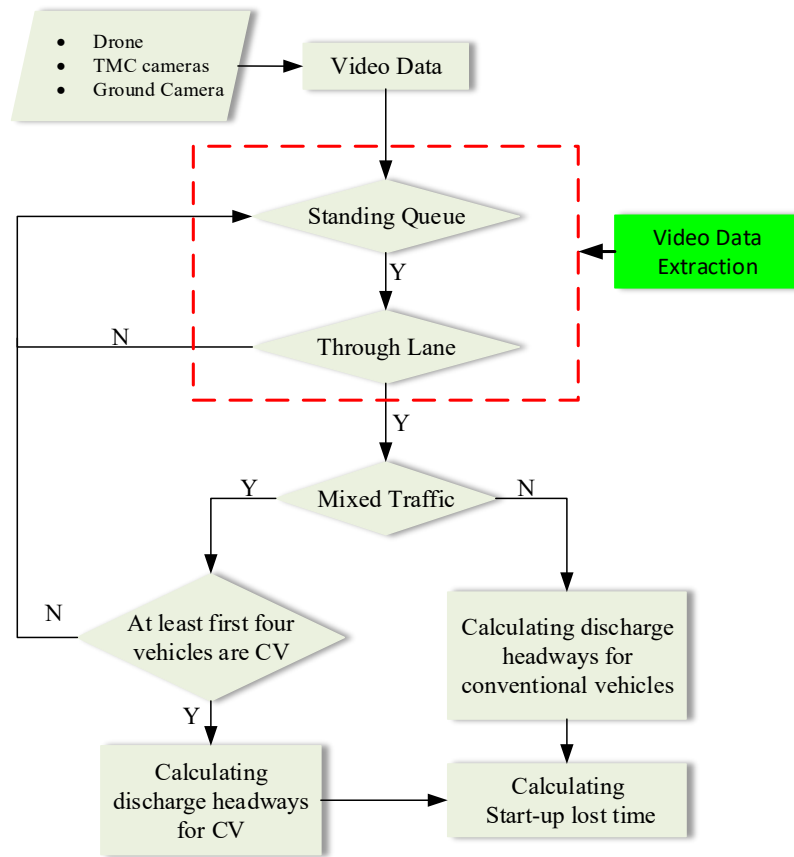 • Drone
• TMC cameras
• Ground Camera
Video Data
Standing Queue
Video Data
Extraction
Y
Through Lane
N
Y
Mixed Traffic
Y
N
At least first four
vehicles are CV
N
Calculating discharge
headways for
conventional vehicles
Y
Calculating
discharge headways
for CV
Calculating
Start-up lost time